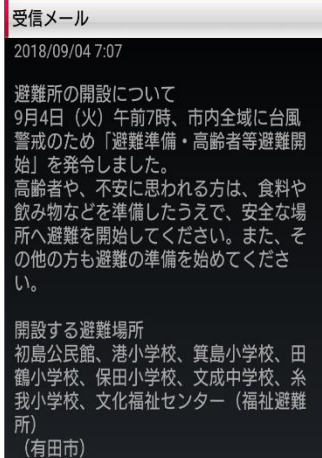 受信メール
2018/09/04 7:07
避難所の開設について
9月4日（火）午前7時、市内全域に台風
警戒のため「避難準備・高齢者等避難開
始」を発令しました。
高齢者や、不安に思われる方は、食料や
飲み物などを準備したうえで、安全な場
所へ避難を開始してください。また、そ
の他の方も避難の準備を始めてくださ
い。
開設する避難場所
初島公民館、港小学校、箕島小学校、田
鶴小学校、保田小学校、文成中学校、糸
我小学校、文化福祉センター（福祉避難
所）
（有田市）